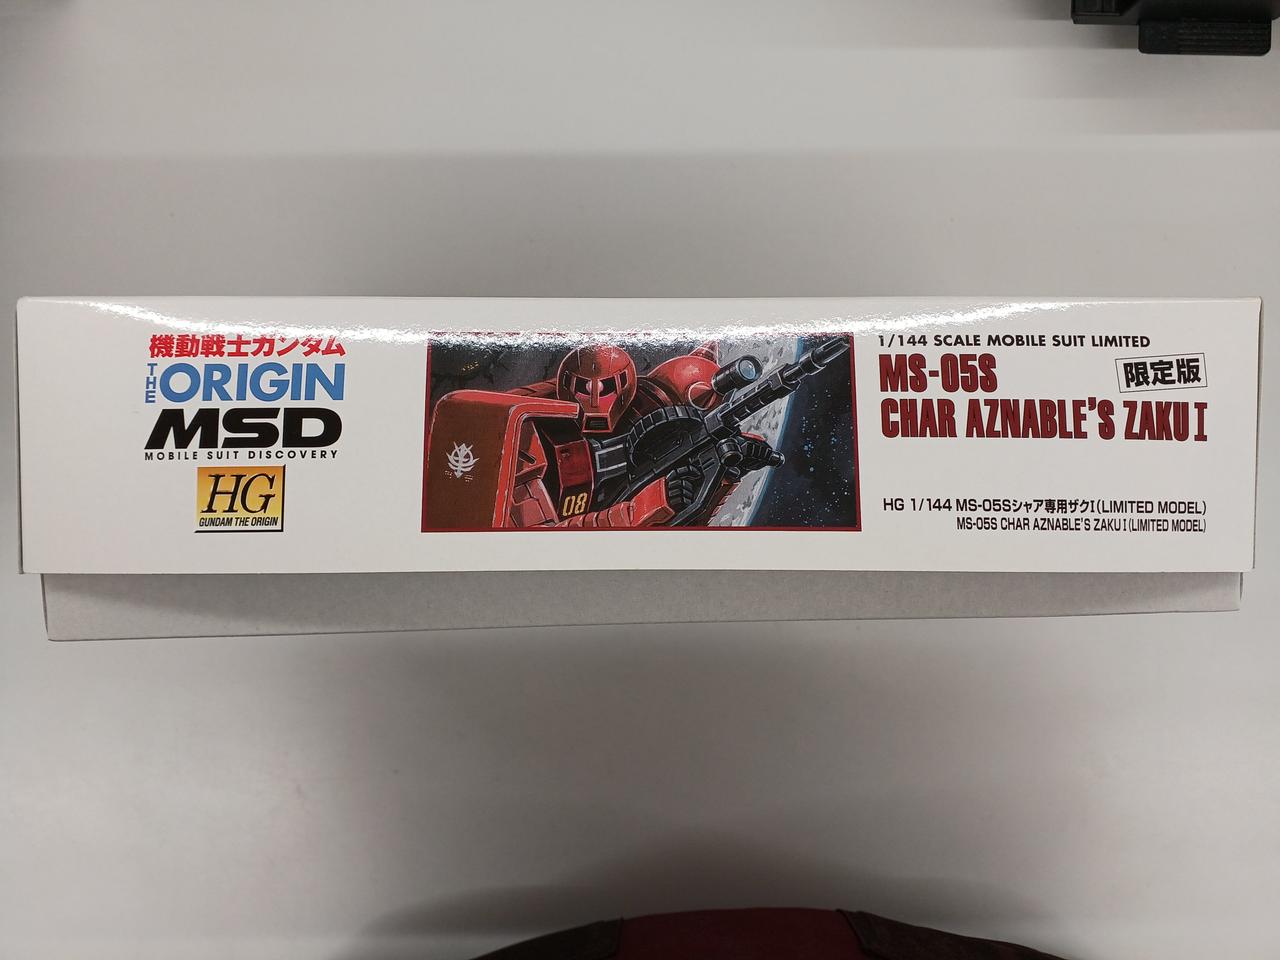 機動戦士ガンダム
THE ORIGIN
MSD
MOBILE SUIT DISCOVERY
HG
GUNDAM THE ORIGIN
08
1/144 SCALE MOBILE SUIT LIMITED
MS-05S
限定版
CHAR AZNABLE'S ZAKU I
HG 1/144 MS-05Sシャア専用ザクI(LIMITED MODEL)
MS-05S CHAR AZNABLE'S ZAKU I (LIMITED MODEL)